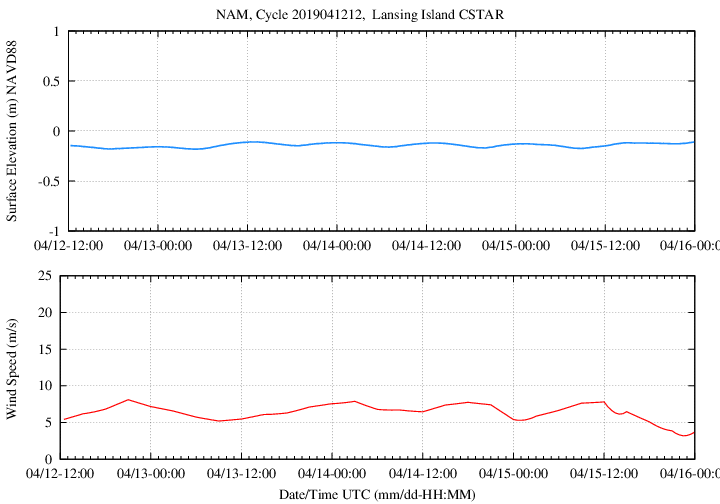 NAM, Cycle 2019041212,  Lansing Island CSTAR
Surface Elevation (m) NAVD88
1
0.5
0
-0.5
-1
04/12-12:00 04/13-00:00 04/13-12:00 04/14-00:00 04/14-12:00 04/15-00:00 04/15-12:00 04/16-00:0
Wind Speed (m/s)
25
20
15
10
5
0
04/12-12:00 04/13-00:00 04/13-12:00 04/14-00:00 04/14-12:00 04/15-00:00 04/15-12:00 04/16-00:0
Date/Time UTC (mm/dd-HH:MM)